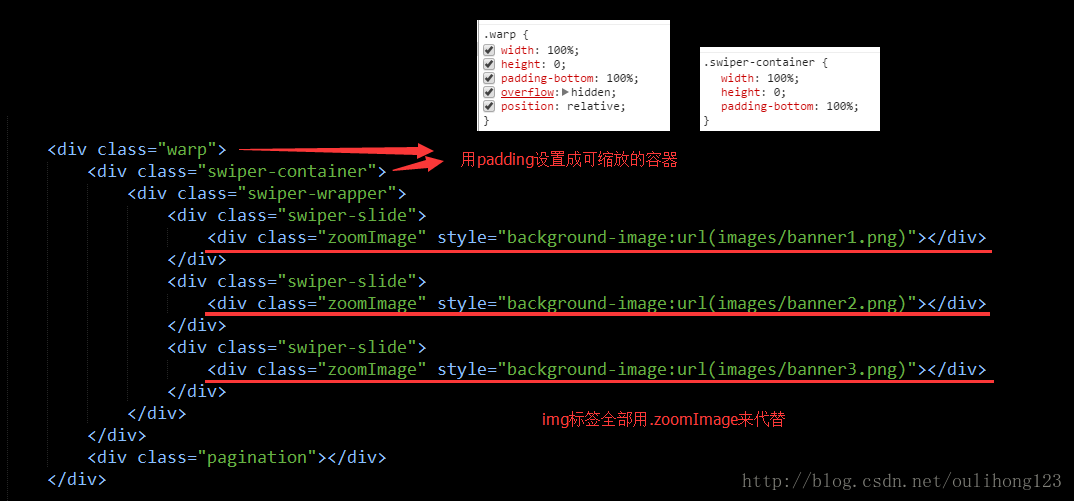 .warp {
width: 100%;
height: 0;
padding-bottom: 100%;
overflow:▶hidden;
position: relative;
}
.swiper-container {
width: 100%;
height: 0;
padding-bottom: 100%;
}
<div class="warp">
用padding设置成可缩放的容器
<div class="swiper-container">
<div class="swiper-wrapper">
<div class="swiper-slide">
<div class="zoomImage" style="background-image:url(images/banner1.png)"></div>
</div>
<div class="swiper-slide">
<div class="zoomImage" style="background-image:url(images/banner2.png)"></div>
</div>
<div class="swiper-slide">
<div class="zoomImage" style="background-image:url(images/banner3.png)"></div>
</div>
</div>
img标签全部用.zoomImage来代替
</div>
<div class="pagination"></div>
</div>
http://blog.csdn.net/oulihong123